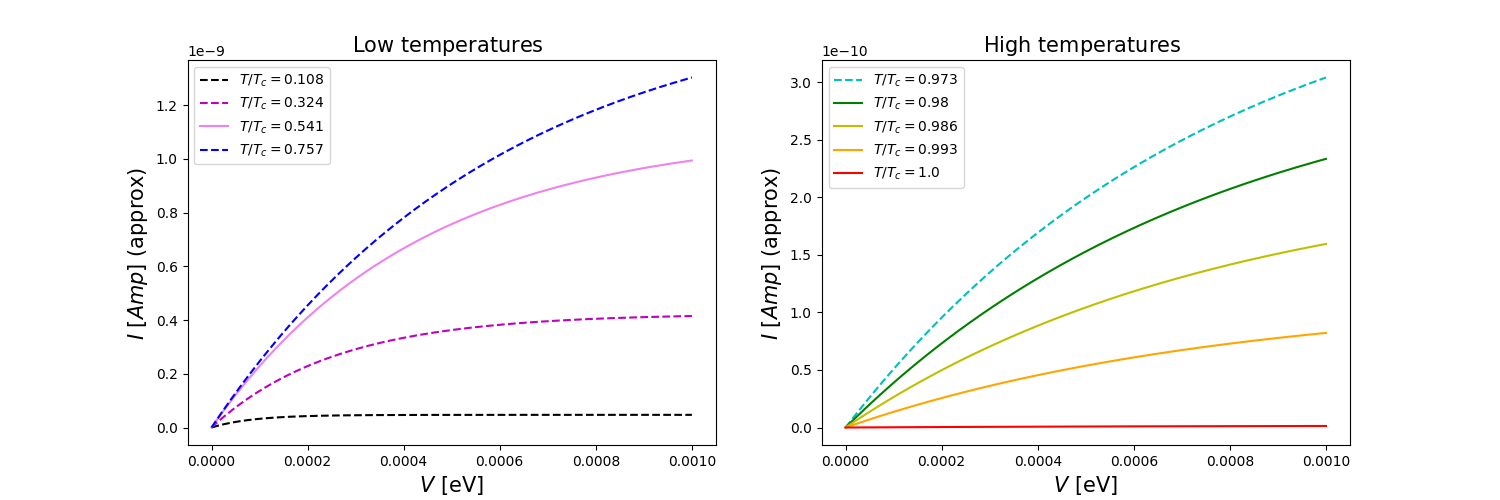 Low temperatures
1e−9
T/T_c = 0.108
T/T_c = 0.324
T/T_c = 0.541
T/T_c = 0.757
1.2
1.0
0.8
0.6
0.4
0.2
0.0
I [Amp] (approx)
0.0000 0.0002 0.0004 0.0006 0.0008 0.0010
V [eV]
High temperatures
1e−10
T/T_c = 0.973
T/T_c = 0.98
T/T_c = 0.986
T/T_c = 0.993
T/T_c = 1.0
3.0
2.5
2.0
1.5
1.0
0.5
0.0
I [Amp] (approx)
0.0000 0.0002 0.0004 0.0006 0.0008 0.0010
V [eV]